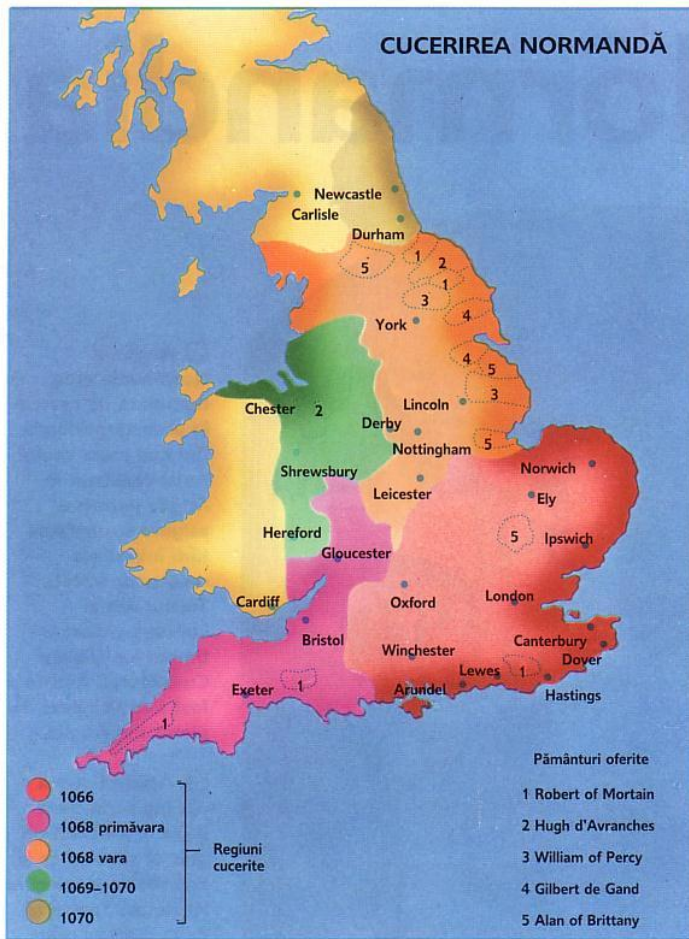 CUCERIREA NORMANDĂ
Newcastle
Carlisle
Durham
1
2
5
1
3
4
York
4
5
3
Chester
2
Lincoln
Derby
5
Nottingham
Norwich
Shrewsbury
Leicester
Ely
Hereford
5
Ipswich
Gloucester
Cardiff
Oxford
London
Bristol
Canterbury
Winchester
Dover
Lewes
1
Exeter
1
Arundel
Hastings
1
Pământuri oferite
1066
1 Robert of Mortain
1068 primăvara
2 Hugh d'Avranches
1068 vara
Regiuni
cucerite
3 William of Percy
1069–1070
4 Gilbert de Gand
1070
5 Alan of Brittany